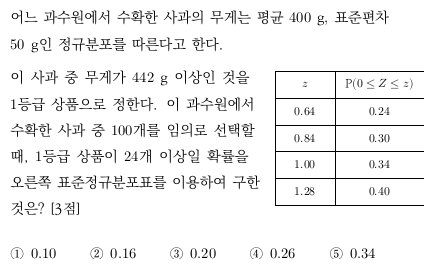 어느 과수원에서 수확한 사과의 무게는 평균 400 g, 표준편차
50 g인 정규분포를 따른다고 한다.
이 사과 중 무게가 442 g 이상인 것을
1등급 상품으로 정한다. 이 과수원에서
수확한 사과 중 100개를 임의로 선택할
때, 1등급 상품이 24개 이상일 확률을
오른쪽 표준정규분포표를 이용하여 구한
것은? [3점]
z P(0 ≤ Z ≤ z)
0.64 0.24
0.84 0.30
1.00 0.34
1.28 0.40
① 0.10 ② 0.16 ③ 0.20 ④ 0.26 ⑤ 0.34